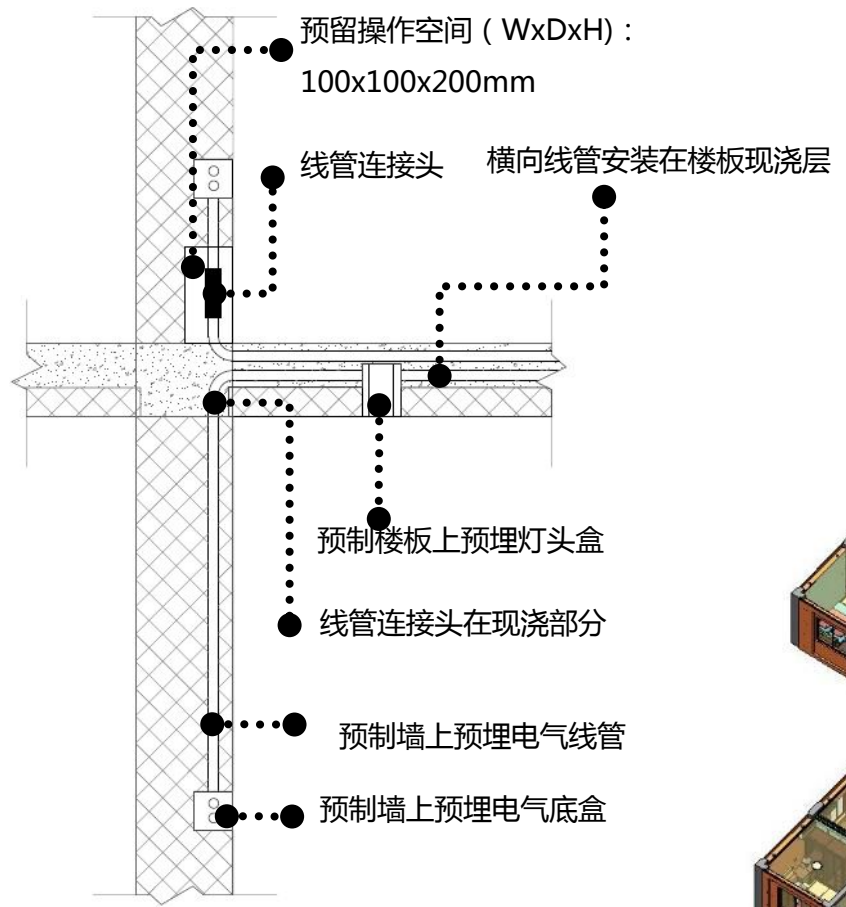 预留操作空间（WxDxH)：
100x100x200mm
线管连接头
横向线管安装在楼板现浇层
预制楼板上预埋灯头盒
线管连接头在现浇部分
预制墙上预埋电气线管
预制墙上预埋电气底盒